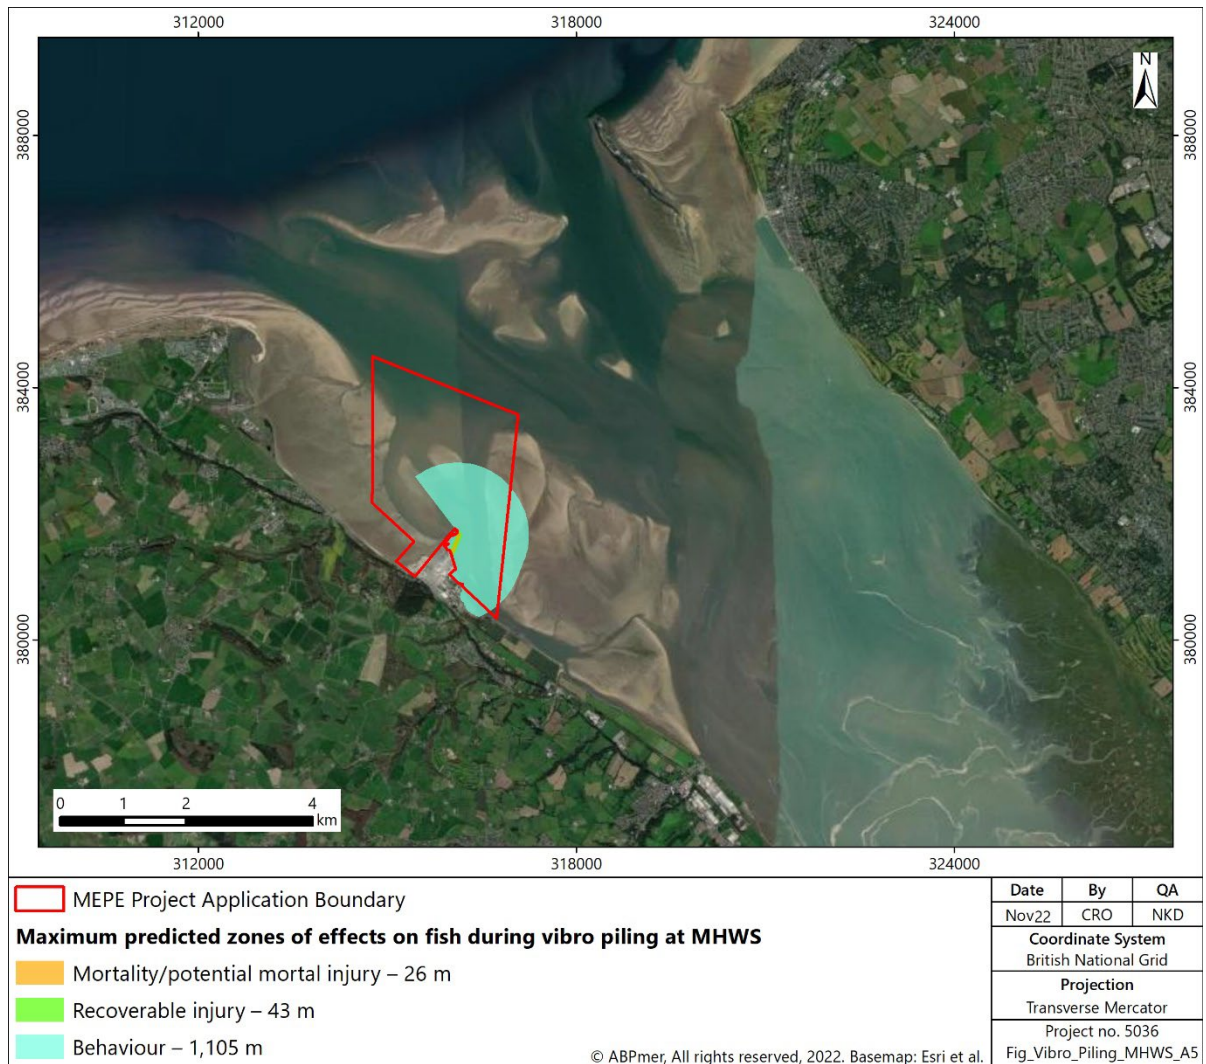 312000 318000 324000
N
388000 388000
384000 384000
380000 380000
0 1 2 4
km
312000 318000 324000
MEPE Project Application Boundary
Maximum predicted zones of effects on fish during vibro piling at MHWS
Mortality/potential mortal injury – 26 m
Recoverable injury – 43 m
Behaviour – 1,105 m
© ABPmer, All rights reserved, 2022. Basemap: Esri et al.
Date By QA
Nov22 CRO NKD
Coordinate System
British National Grid
Projection
Transverse Mercator
Project no. 5036
Fig_Vibro_Piling_MHWS_A5